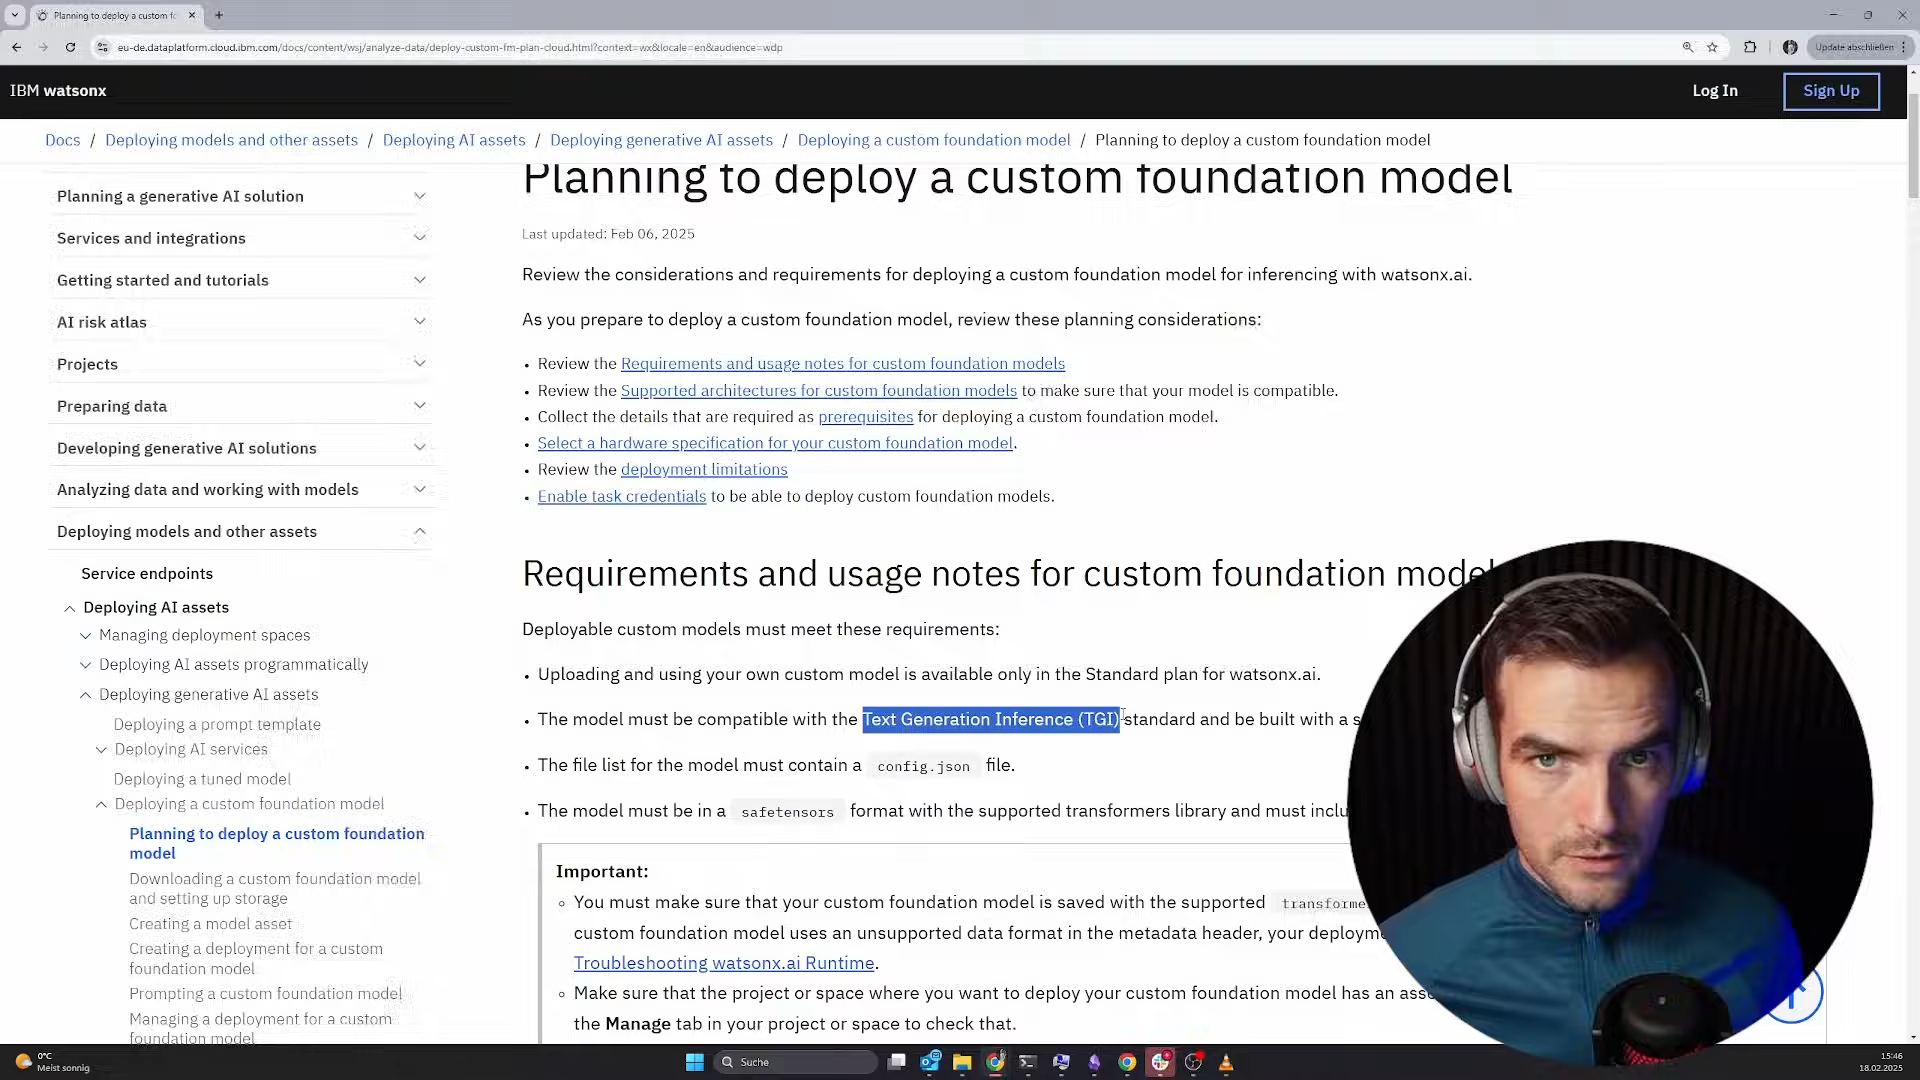 Planning to deploy a custom fo
eu-de.dataplatform.cloud.ibm.com/docs/content/wsj/analyze-data/deploy-custom-fm-plan-cloud.html?context=wx&locale=en&audience=wdp
Update abschließen
IBM watsonx
Log In
Sign Up
Docs / Deploying models and other assets / Deploying AI assets / Deploying generative AI assets / Deploying a custom foundation model / Planning to deploy a custom foundation model
Planning a generative AI solution
Services and integrations
Getting started and tutorials
AI risk atlas
Projects
Preparing data
Developing generative AI solutions
Analyzing data and working with models
Deploying models and other assets
Service endpoints
Deploying AI assets
Managing deployment spaces
Deploying AI assets programmatically
Deploying generative AI assets
Deploying a prompt template
Deploying AI services
Deploying a tuned model
Deploying a custom foundation model
Planning to deploy a custom foundation
model
Downloading a custom foundation model
and setting up storage
Creating a model asset
Creating a deployment for a custom
foundation model
Prompting a custom foundation model
Managing a deployment for a custom
foundation model
Planning to deploy a custom foundation model
Last updated: Feb 06, 2025
Review the considerations and requirements for deploying a custom foundation model for inferencing with watsonx.ai.
As you prepare to deploy a custom foundation model, review these planning considerations:
• Review the Requirements and usage notes for custom foundation models
• Review the Supported architectures for custom foundation models to make sure that your model is compatible.
• Collect the details that are required as prerequisites for deploying a custom foundation model.
• Select a hardware specification for your custom foundation model.
• Review the deployment limitations
• Enable task credentials to be able to deploy custom foundation models.
Requirements and usage notes for custom foundation model
Deployable custom models must meet these requirements:
• Uploading and using your own custom model is available only in the Standard plan for watsonx.ai.
• The model must be compatible with the Text Generation Inference (TGI) standard and be built with a s
• The file list for the model must contain a config.json file.
• The model must be in a safetensors format with the supported transformers library and must inclu
Important:
◦ You must make sure that your custom foundation model is saved with the supported transforme
custom foundation model uses an unsupported data format in the metadata header, your deployme
Troubleshooting watsonx.ai Runtime.
◦ Make sure that the project or space where you want to deploy your custom foundation model has an ass
the Manage tab in your project or space to check that.
0°C
Meist sonnig
Suche
15:46
18.02.2025